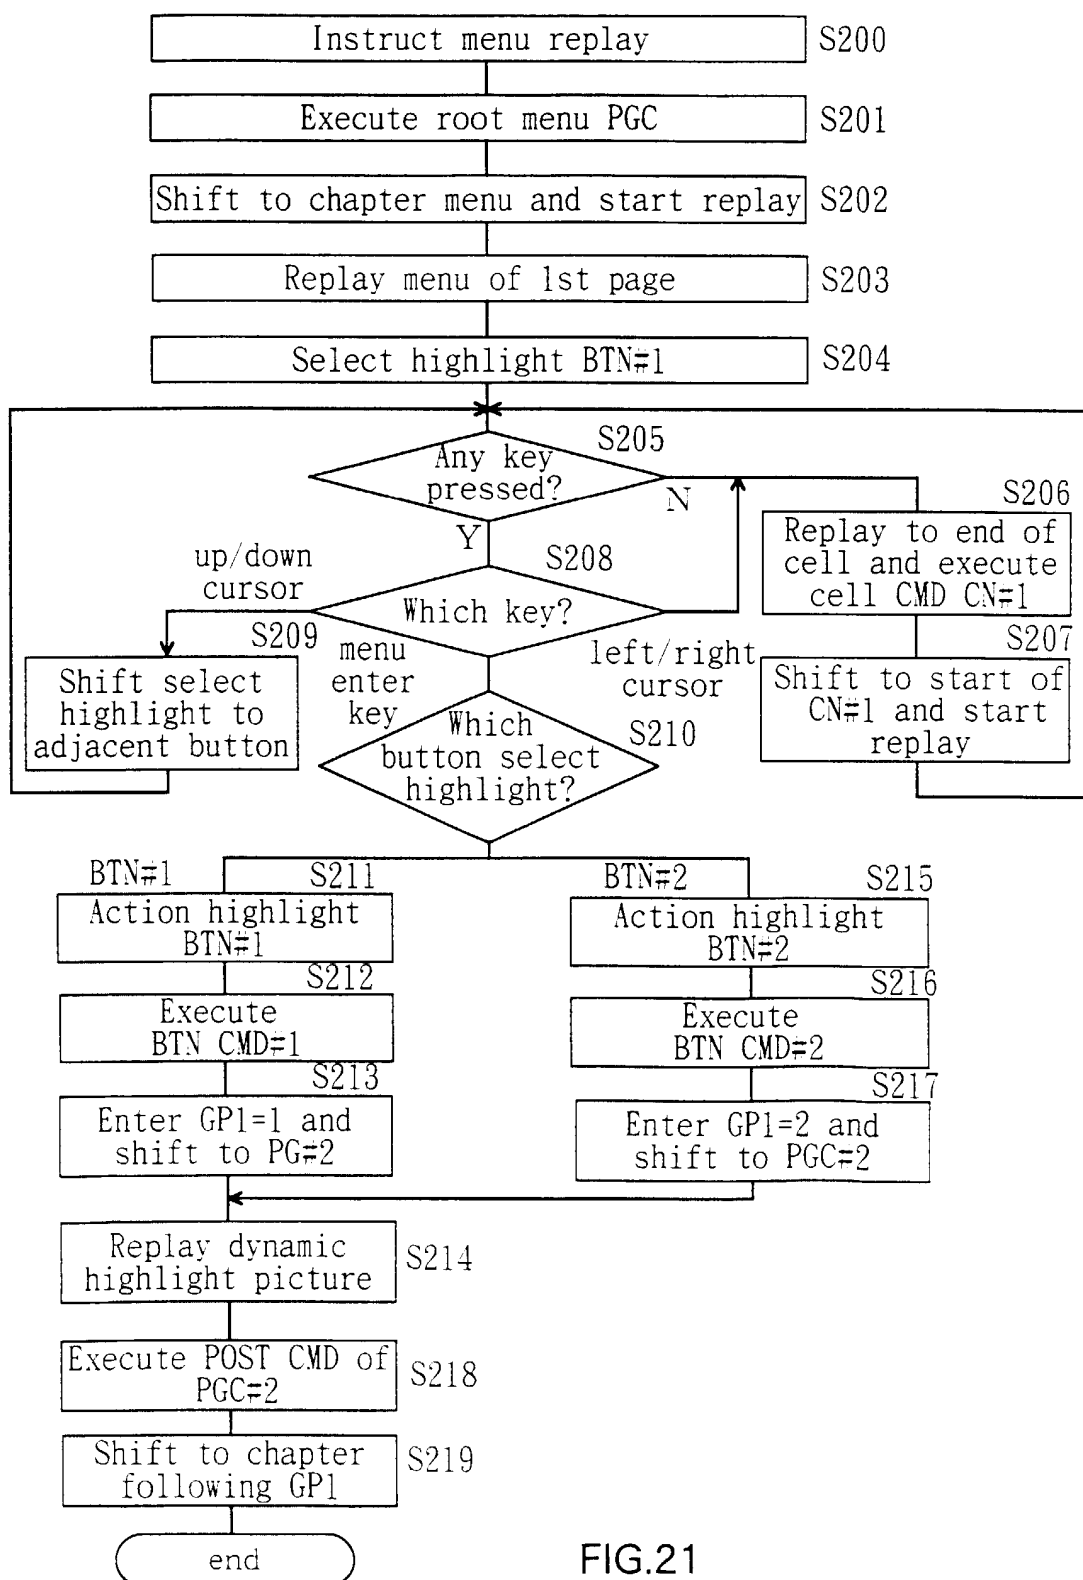 Instruct menu replay
S200
Execute root menu PGC
S201
Shift to chapter menu and start replay
S202
Replay menu of 1st page
S203
Select highlight BTN#1
S204
S205
Any key
pressed?
N
Y
S206
Replay to end of
cell and execute
cell CMD CN#1
up/down
cursor
S208
Which key?
S209
menu
enter
key
left/right
cursor
S207
Shift select
highlight to
adjacent button
Shift to start of
CN#1 and start
replay
Which
button select
highlight?
S210
BTN#1
S211
Action highlight
BTN#1
S212
Execute
BTN CMD#1
S213
Enter GP1=1 and
shift to PG#2
BTN#2
S215
Action highlight
BTN#2
S216
Execute
BTN CMD#2
S217
Enter GP1=2 and
shift to PGC#2
Replay dynamic
highlight picture
S214
Execute POST CMD of
PGC#2
S218
Shift to chapter
following GP1
S219
end
FIG.21